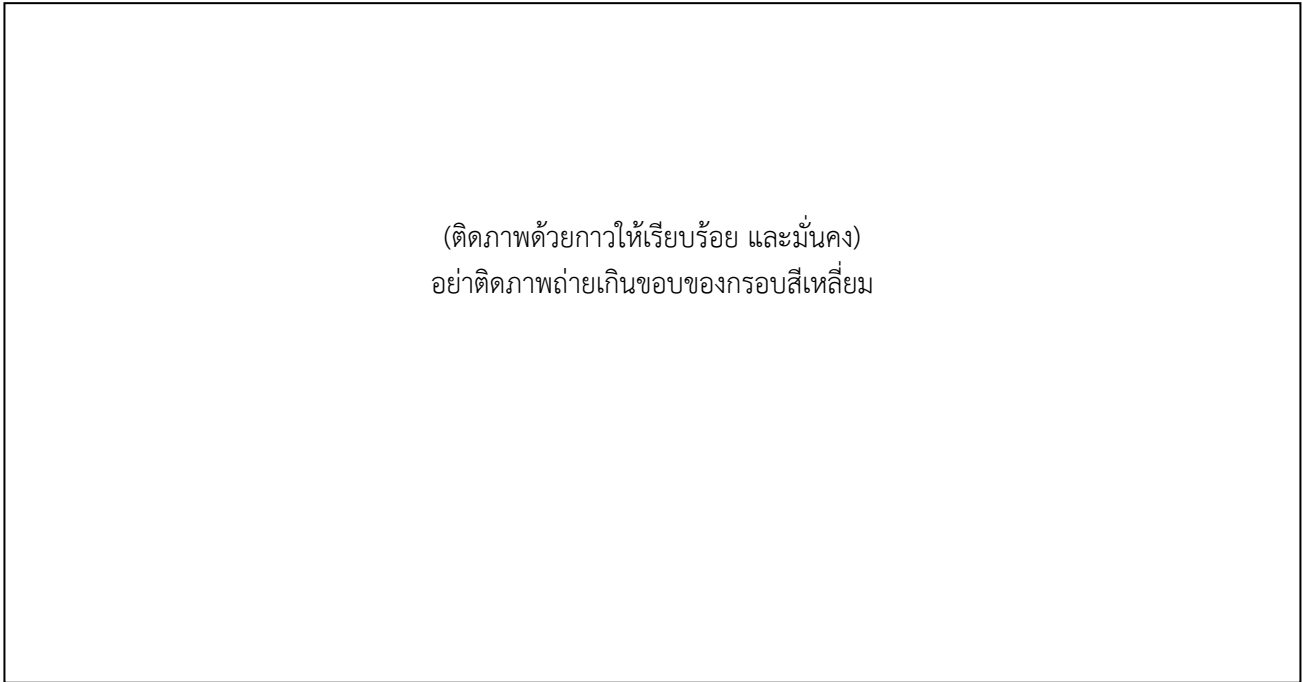 (ติดภาพด้วยกาวให้เรียบร้อย และมั่นคง)
อย่าติดภาพถ่ายเกินขอบของกรอบสี่เหลี่ยม